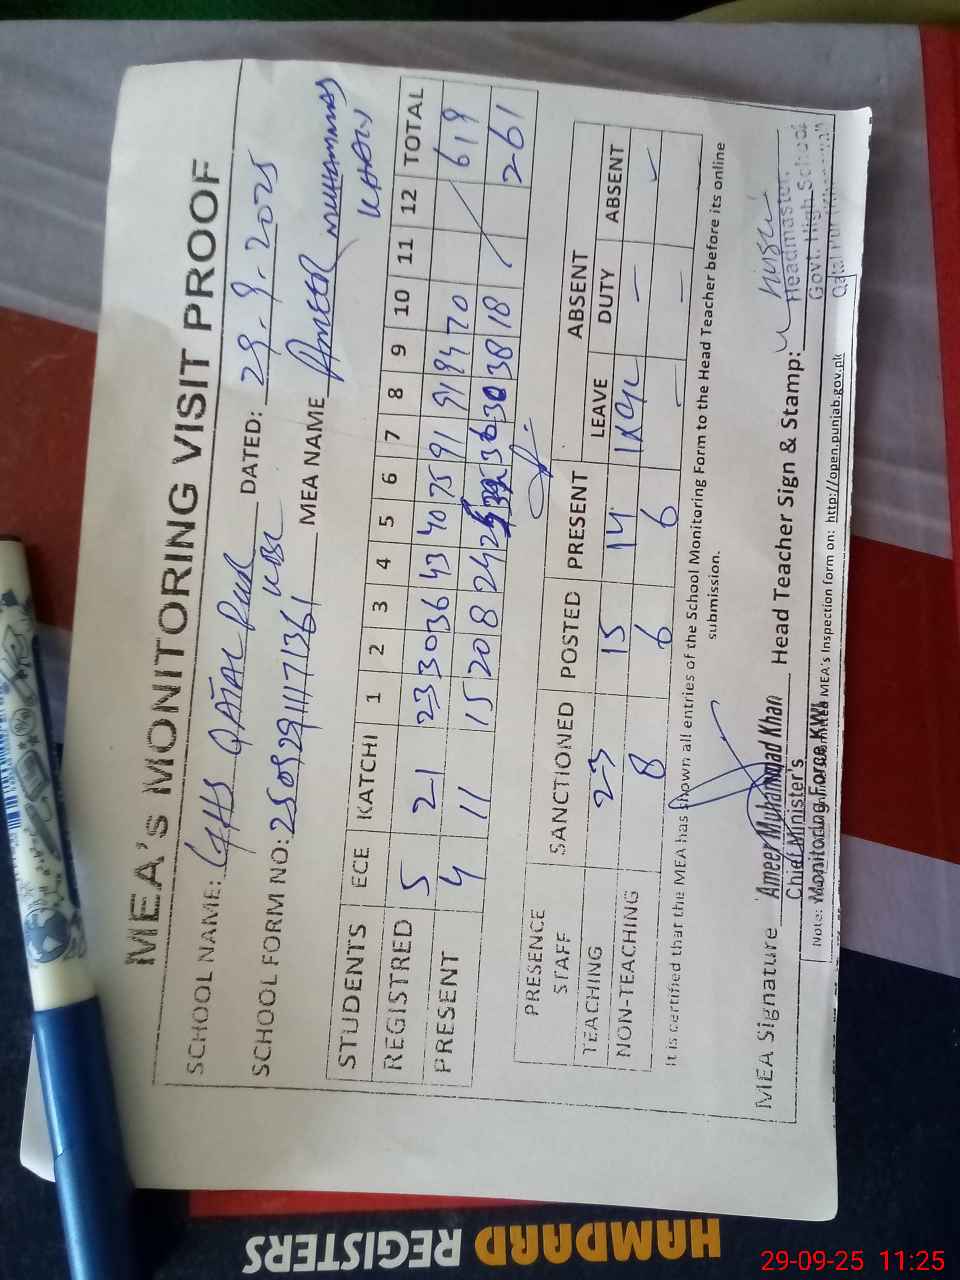 MEA's MONITORING VISIT PROOF
SCHOOL NAME: GHS QATAL PUR DATED: 29.9.2025
SCHOOL FORM NO: 25092911171361 MEA NAME Ameer MUHAMMAD KHAN
STUDENTS ECE KATCHI 1 2 3 4 5 6 7 8 9 10 11 12 TOTAL
REGISTRED 5 21 23 30 36 43 40 75 91 91 94 70 619
PRESENT 4 11 15 20 8 24 36 30 38 18 261
PRESENCE ABSENT
STAFF SANCTIONED POSTED PRESENT LEAVE DUTY ABSENT
TEACHING 23 15 14 - -
NON-TEACHING 8 6 6 - -
It is certified that the MEA has shown all entries of the School Monitoring Form to the Head Teacher before its online
submission.
MEA Signature Ameer Muhammad Khan Head Teacher Sign & Stamp:
Chief Minister's
Monitoring Force KWL
Headmaster,
Govt. High School
Note: MEA's Inspection form on: http://open.punjab.gov.pk
HAMDARD REGISTERS
29-09-25 11:25